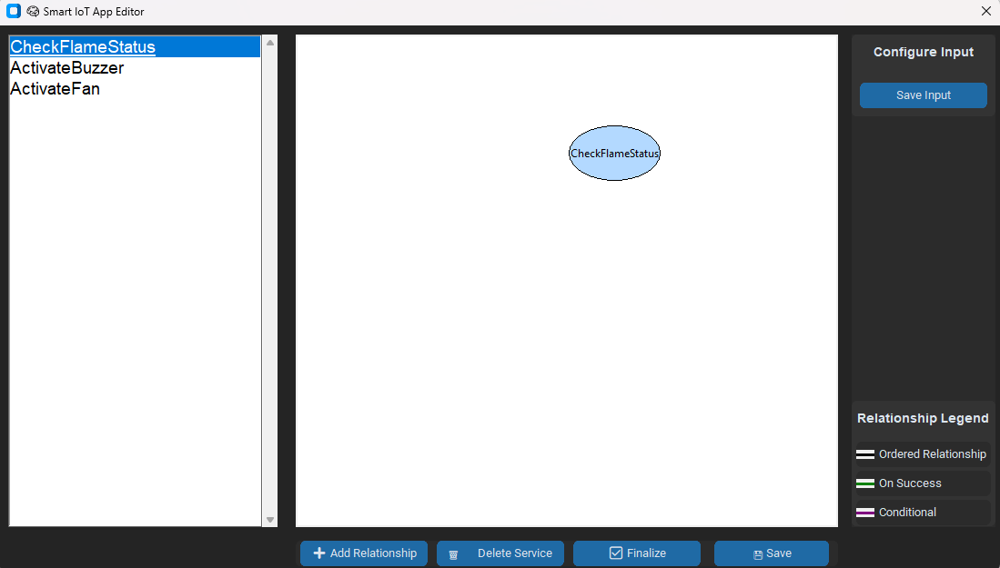 Smart IoT App Editor
CheckFlameStatus
ActivateBuzzer
ActivateFan
CheckFlameStatus
Configure Input
Save Input
Relationship Legend
Ordered Relationship
On Success
Conditional
Add Relationship
Delete Service
Finalize
Save